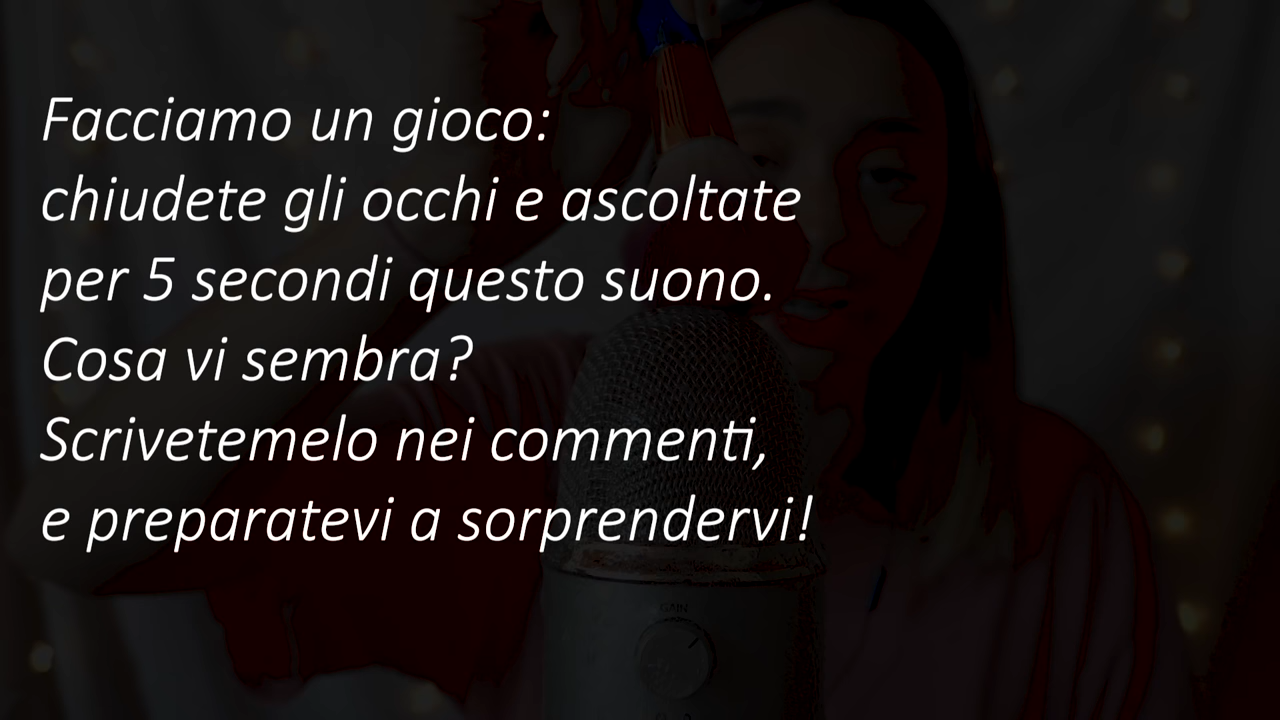 Facciamo un gioco:
chiudete gli occhi e ascoltate
per 5 secondi questo suono.
Cosa vi sembra?
Scrivetemelo nei commenti,
e preparatevi a sorprendervi!
GAIN